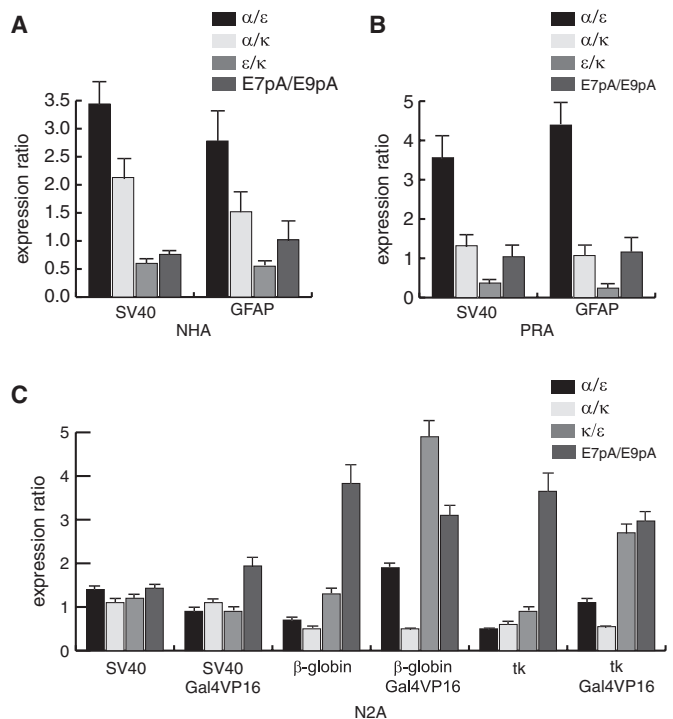 A
α/ε
α/κ
ε/κ
E7pA/E9pA
expression ratio
3.5
3.0
2.5
2.0
1.5
1.0
0.5
0.0
SV40 GFAP
NHA
B
α/ε
α/κ
ε/κ
E7pA/E9pA
expression ratio
5
4
3
2
1
0
SV40 GFAP
PRA
C
α/ε
α/κ
κ/ε
E7pA/E9pA
expression ratio
5
4
3
2
1
0
SV40 SV40 β-globin β-globin tk tk
Gal4VP16 Gal4VP16 Gal4VP16
N2A